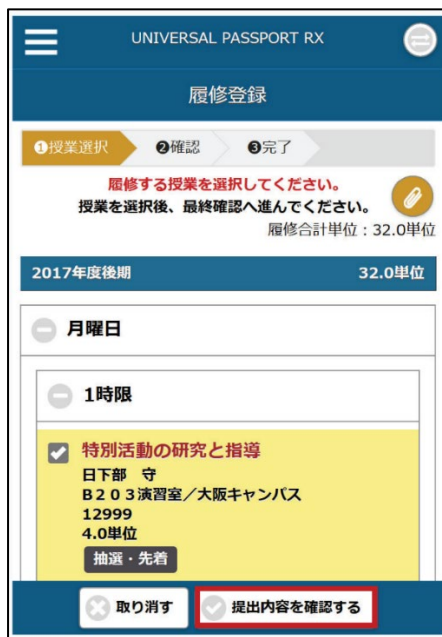 UNIVERSAL PASSPORT RX
履修登録
❶授業選択 ❷確認 ❸完了
履修する授業を選択してください。
授業を選択後、最終確認へ進んでください。
履修合計単位：32.0単位
2017年度後期 32.0単位
月曜日
1時限
特別活動の研究と指導
日下部　守
B２０３演習室／大阪キャンパス
12999
4.0単位
抽選・先着
取り消す 提出内容を確認する